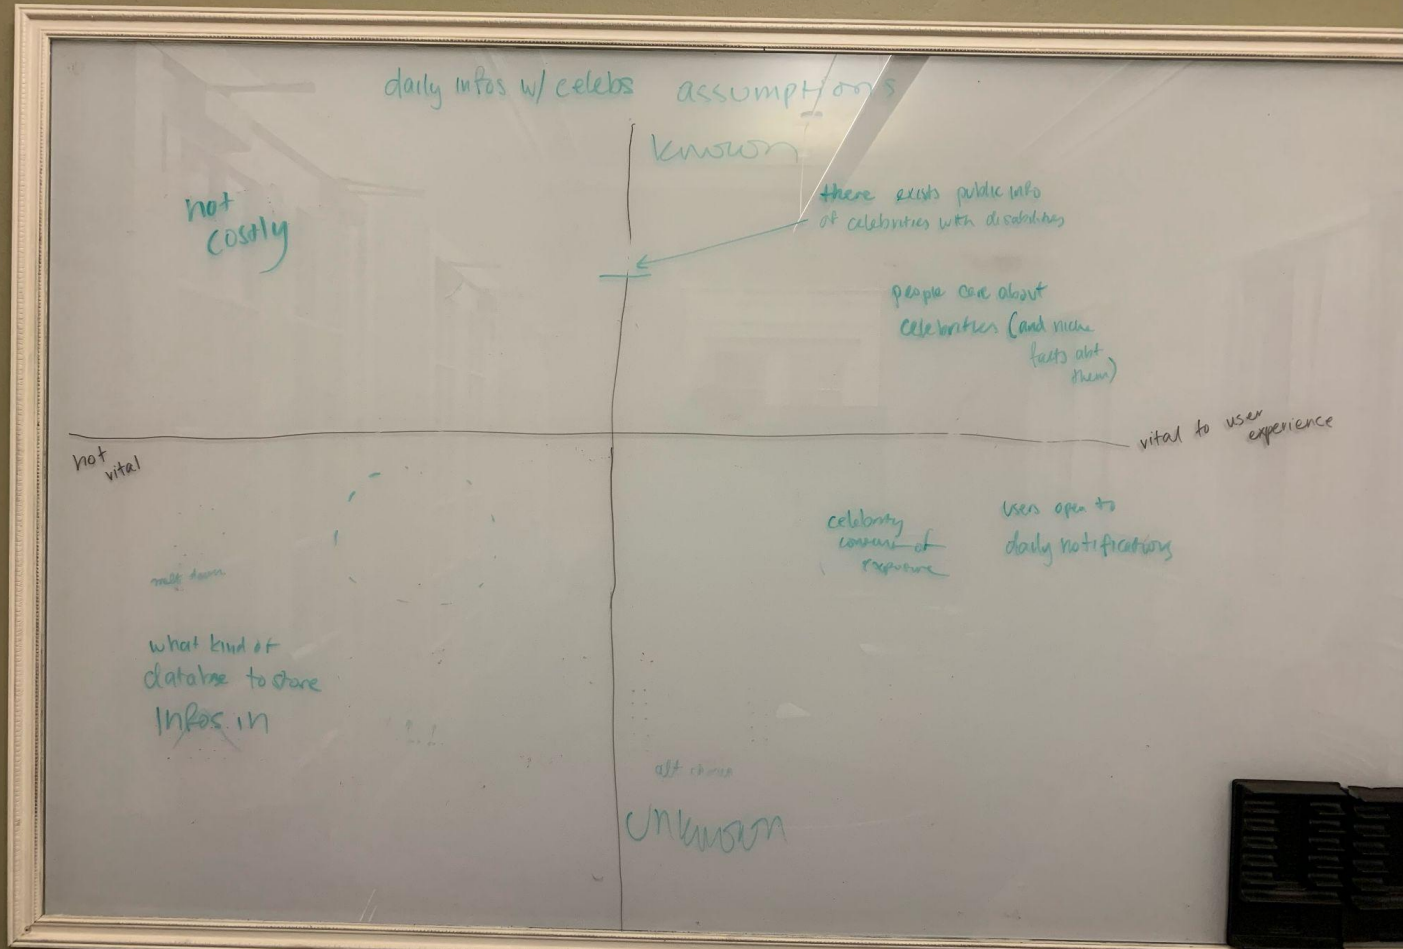 daily infos w/ celebs assumptions
known
not
costly
there exists public info
of celebrities with disabilities
people care about
celebrities (and niche
facts abt
them)
not
vital
vital to user
experience
celebrity
consent of
exposure
users open to
daily notifications
what kind of
database to share
infos in
unknown